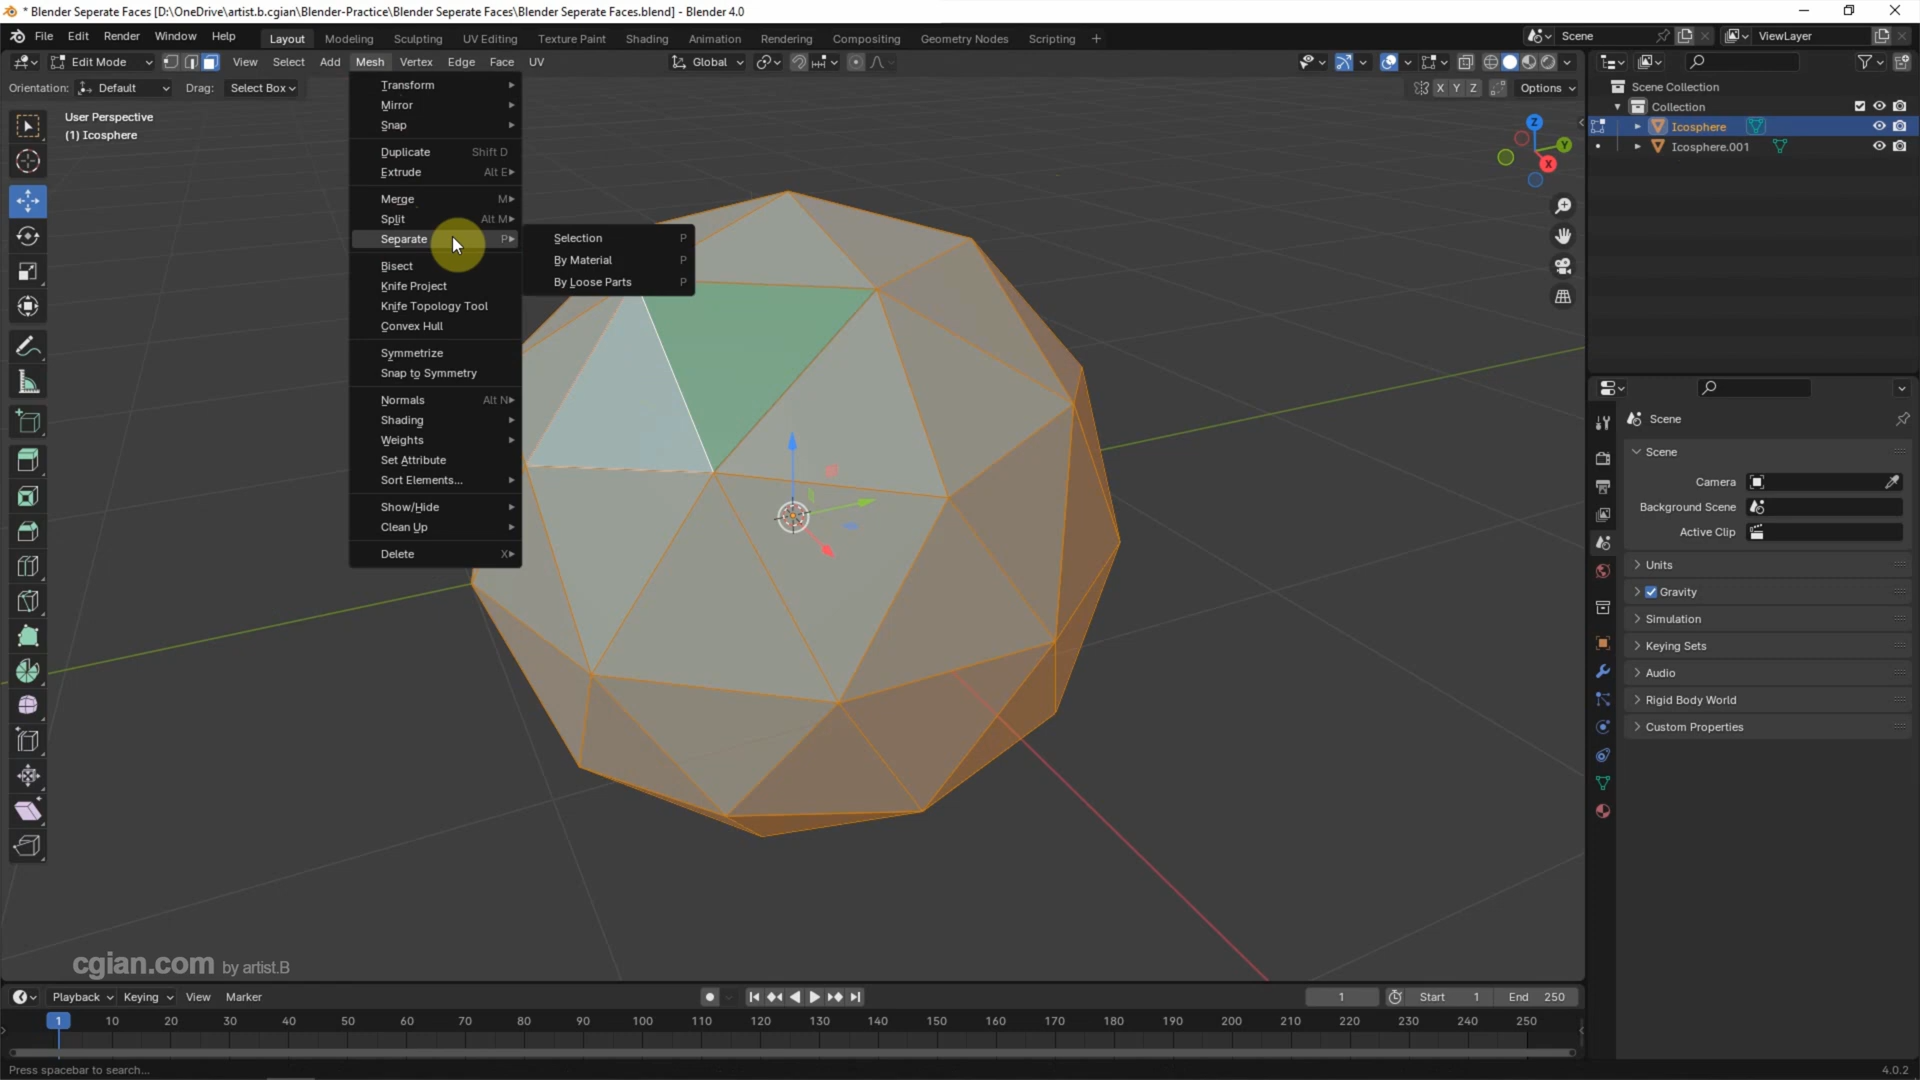 * Blender Seperate Faces [D:\OneDrive\artist.b.cgian\Blender-Practice\Blender Seperate Faces\Blender Seperate Faces.blend] - Blender 4.0
File Edit Render Window Help Layout Modeling Sculpting UV Editing Texture Paint Shading Animation Rendering Compositing Geometry Nodes Scripting + Scene ViewLayer
Edit Mode View Select Add Mesh Vertex Edge Face UV Global
Orientation: Default Drag: Select Box X Y Z Options
User Perspective
(1) Icosphere
Transform
Mirror
Snap
Duplicate Shift D
Extrude Alt E
Merge M
Split Alt M
Separate P
Bisect
Knife Project
Knife Topology Tool
Convex Hull
Symmetrize
Snap to Symmetry
Normals Alt N
Shading
Weights
Set Attribute
Sort Elements...
Show/Hide
Clean Up
Delete X
Selection P
By Material P
By Loose Parts P
Z
Y
X
Scene Collection
Collection
Icosphere
Icosphere.001
Scene
Scene
Camera
Background Scene
Active Clip
Units
Gravity
Simulation
Keying Sets
Audio
Rigid Body World
Custom Properties
cgian.com by artist.B
Playback Keying View Marker 1 Start 1 End 250
1 10 20 30 40 50 60 70 80 90 100 110 120 130 140 150 160 170 180 190 200 210 220 230 240 250
Press spacebar to search... 4.0.2